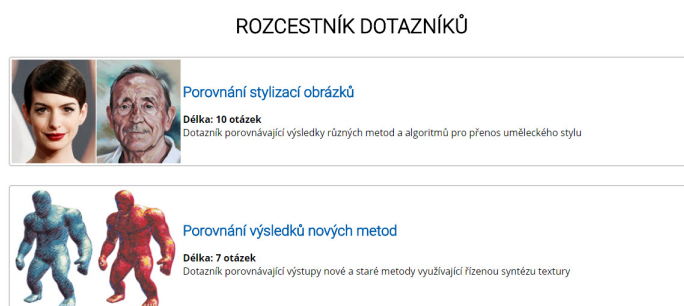 ROZCESTNÍK DOTAZNÍKŮ
Porovnání stylizací obrázků
Délka: 10 otázek
Dotazník porovnávající výsledky různých metod a algoritmů pro přenos uměleckého stylu
Porovnání výsledků nových metod
Délka: 7 otázek
Dotazník porovnávající výstupy nové a staré metody využívající řízenou syntézu textury